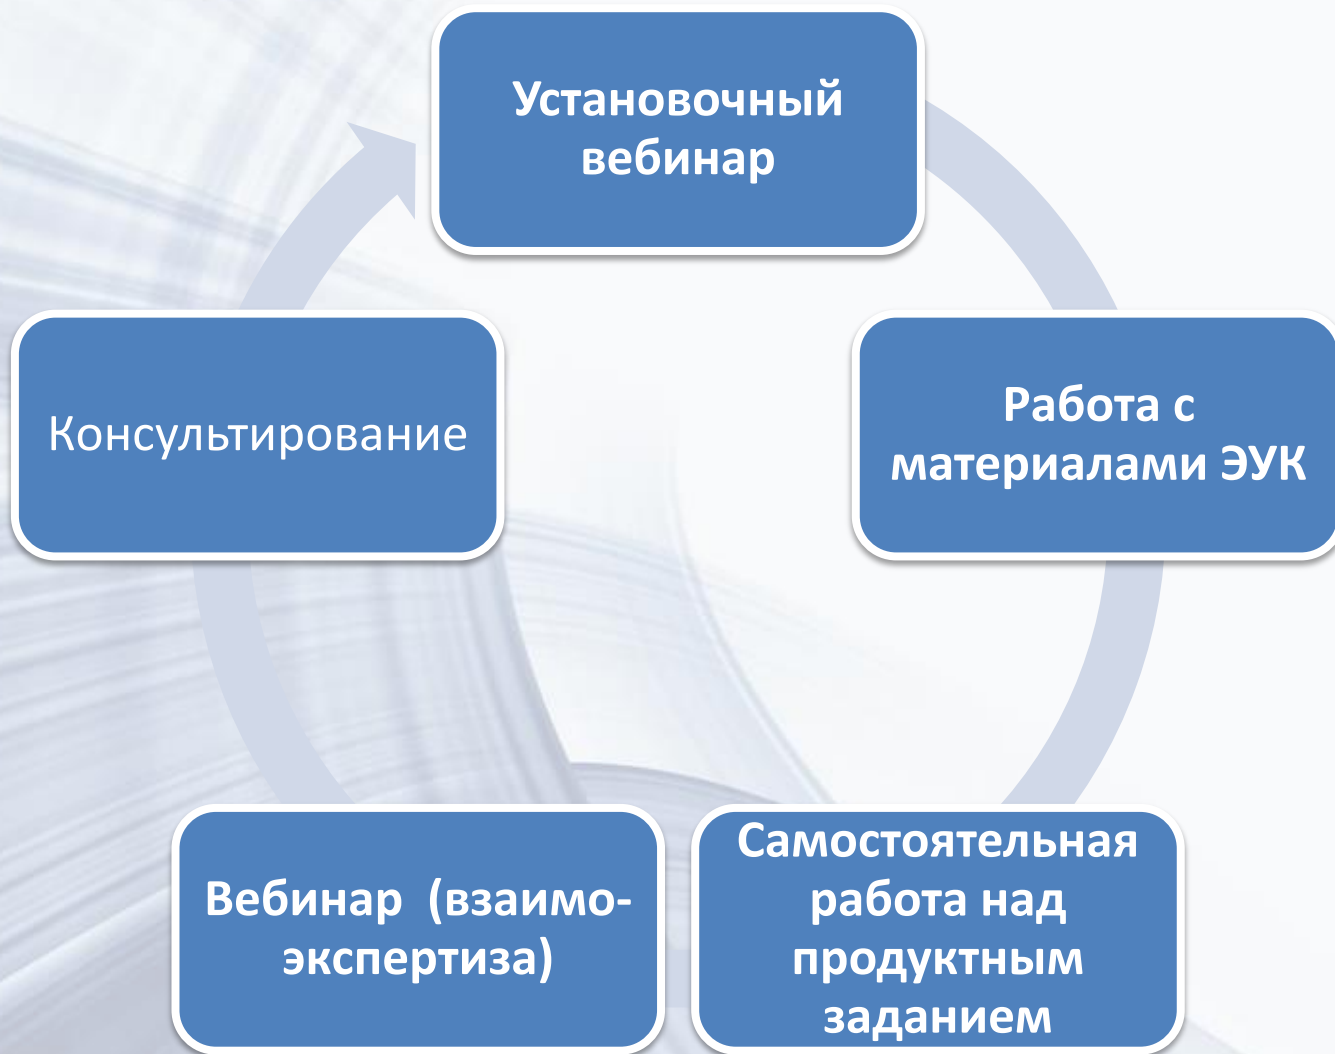 Установочный
вебинар
Консультирование
Работа с
материалами ЭУК
Вебинар (взаимо-
экспертиза)
Самостоятельная
работа над
продуктным
заданием